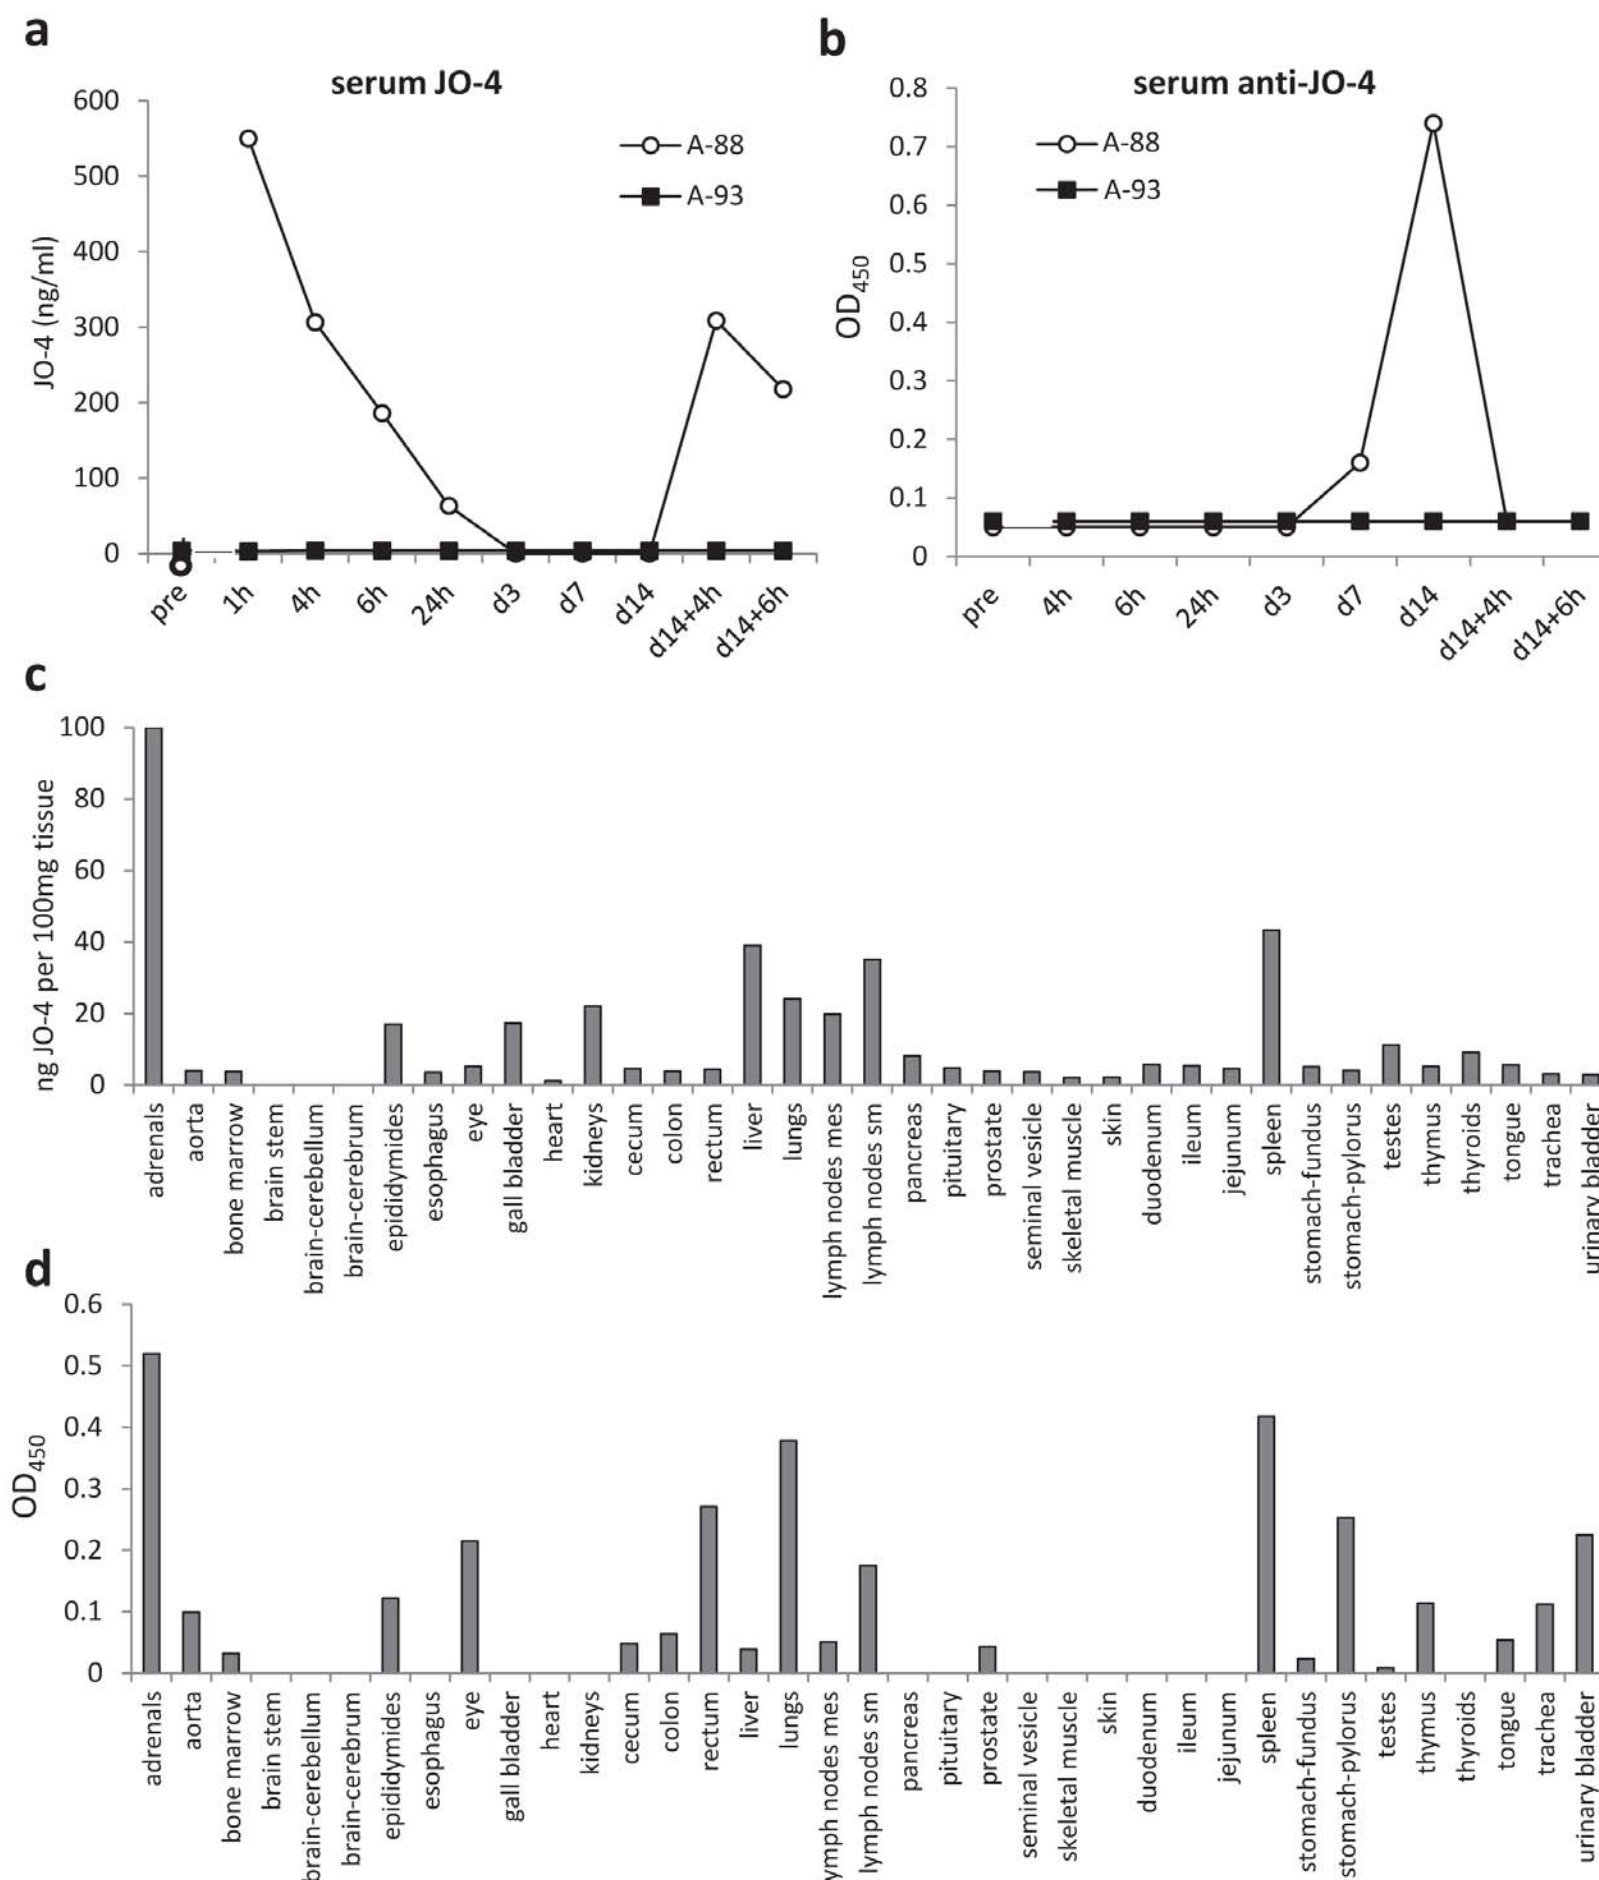 a
serum JO-4
600
500
400
300
200
100
0
JO-4 (ng/ml)
A-88
A-93
pre
1h
4h
6h
24h
d3
d7
d14
d14+4h
d14+6h
b
serum anti-JO-4
0.8
0.7
0.6
0.5
0.4
0.3
0.2
0.1
0
OD450
A-88
A-93
pre
4h
6h
24h
d3
d7
d14
d14+4h
d14+6h
c
100
80
60
40
20
0
ng JO-4 per 100mg tissue
adrenals
aorta
bone marrow
brain stem
brain-cerebellum
brain-cerebrum
epididymides
esophagus
eye
gall bladder
heart
kidneys
cecum
colon
rectum
liver
lungs
lymph nodes mes
lymph nodes sm
pancreas
pituitary
prostate
seminal vesicle
skeletal muscle
skin
duodenum
ileum
jejunum
spleen
stomach-fundus
stomach-pylorus
testes
thymus
thyroids
tongue
trachea
urinary bladder
d
0.6
0.5
0.4
0.3
0.2
0.1
0
OD450
adrenals
aorta
bone marrow
brain stem
brain-cerebellum
brain-cerebrum
epididymides
esophagus
eye
gall bladder
heart
kidneys
cecum
colon
rectum
liver
lungs
lymph nodes mes
lymph nodes sm
pancreas
pituitary
prostate
seminal vesicle
skeletal muscle
skin
duodenum
ileum
jejunum
spleen
stomach-fundus
stomach-pylorus
testes
thymus
thyroids
tongue
trachea
urinary bladder